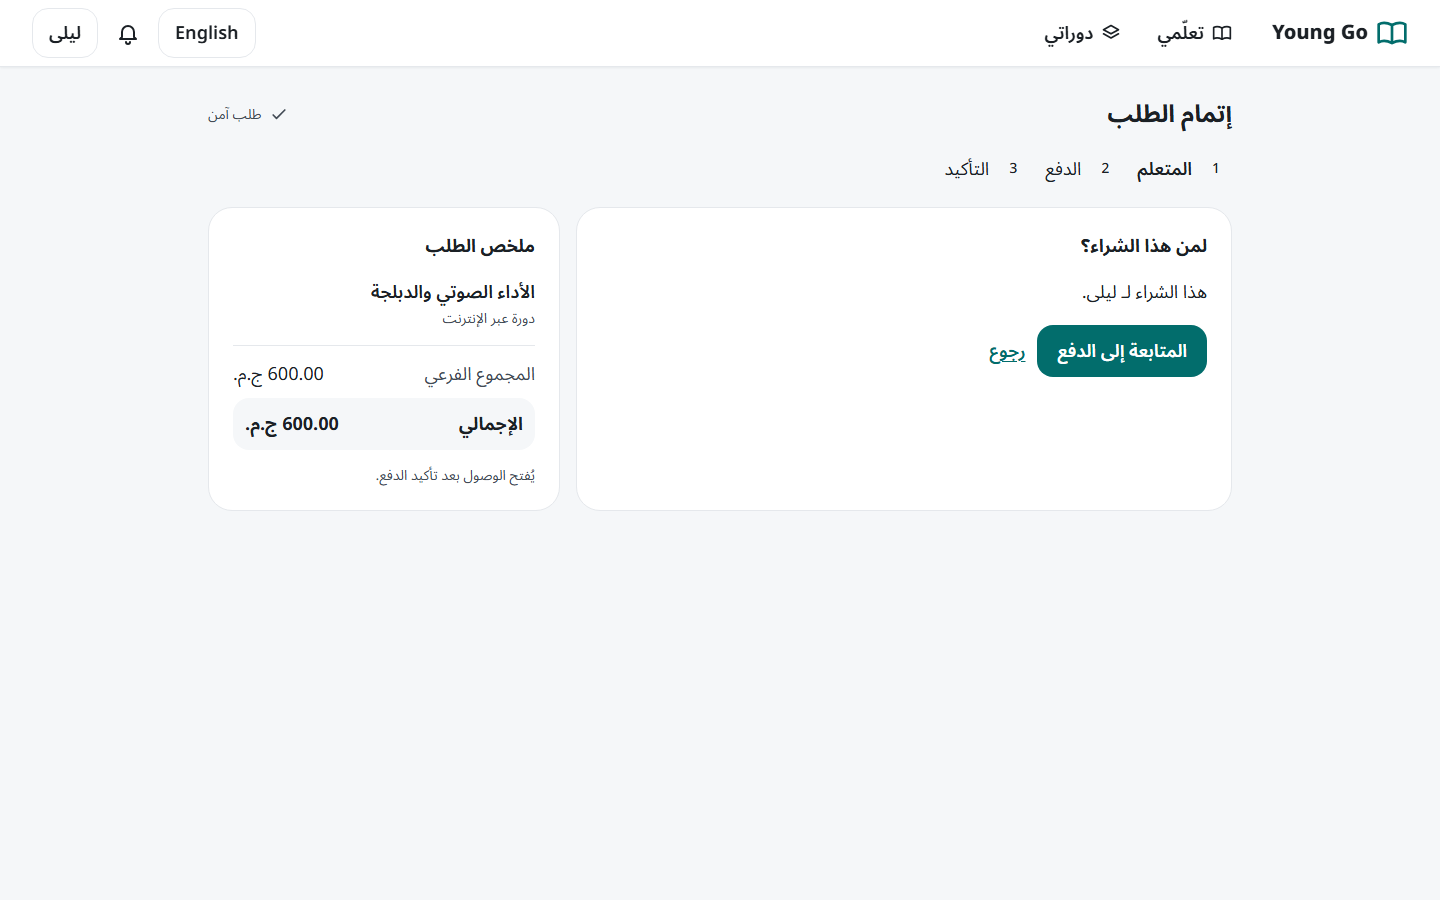 Young Go
تعلّمي
دوراتي
English
ليلى
إتمام الطلب
طلب آمن
1 المتعلم
2 الدفع
3 التأكيد
لمن هذا الشراء؟
هذا الشراء لـ ليلى.
المتابعة إلى الدفع
رجوع
ملخص الطلب
الأداء الصوتي والدبلجة
دورة عبر الإنترنت
المجموع الفرعي 600.00 ج.م.
الإجمالي 600.00 ج.م.
يُفتح الوصول بعد تأكيد الدفع.